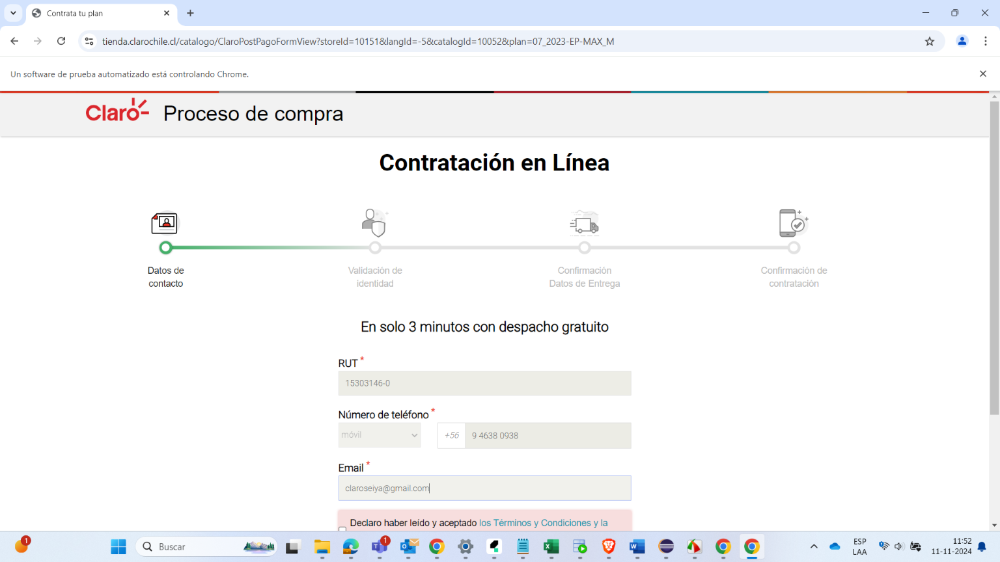 Contrata tu plan
tienda.clarochile.cl/catalogo/ClaroPostPagoFormView?storeId=10151&langId=-5&catalogId=10052&plan=07_2023-EP-MAX_M
Un software de prueba automatizado está controlando Chrome.
Claro Proceso de compra
Contratación en Línea
Datos de
contacto
Validación de
identidad
Confirmación
Datos de Entrega
Confirmación de
contratación
En solo 3 minutos con despacho gratuito
RUT *
15303146-0
Número de teléfono *
móvil +56 9 4638 0938
Email *
claroseiya@gmail.com
Declaro haber leído y aceptado los Términos y Condiciones y la
1
Buscar
1
ESP
LAA
11:52
11-11-2024